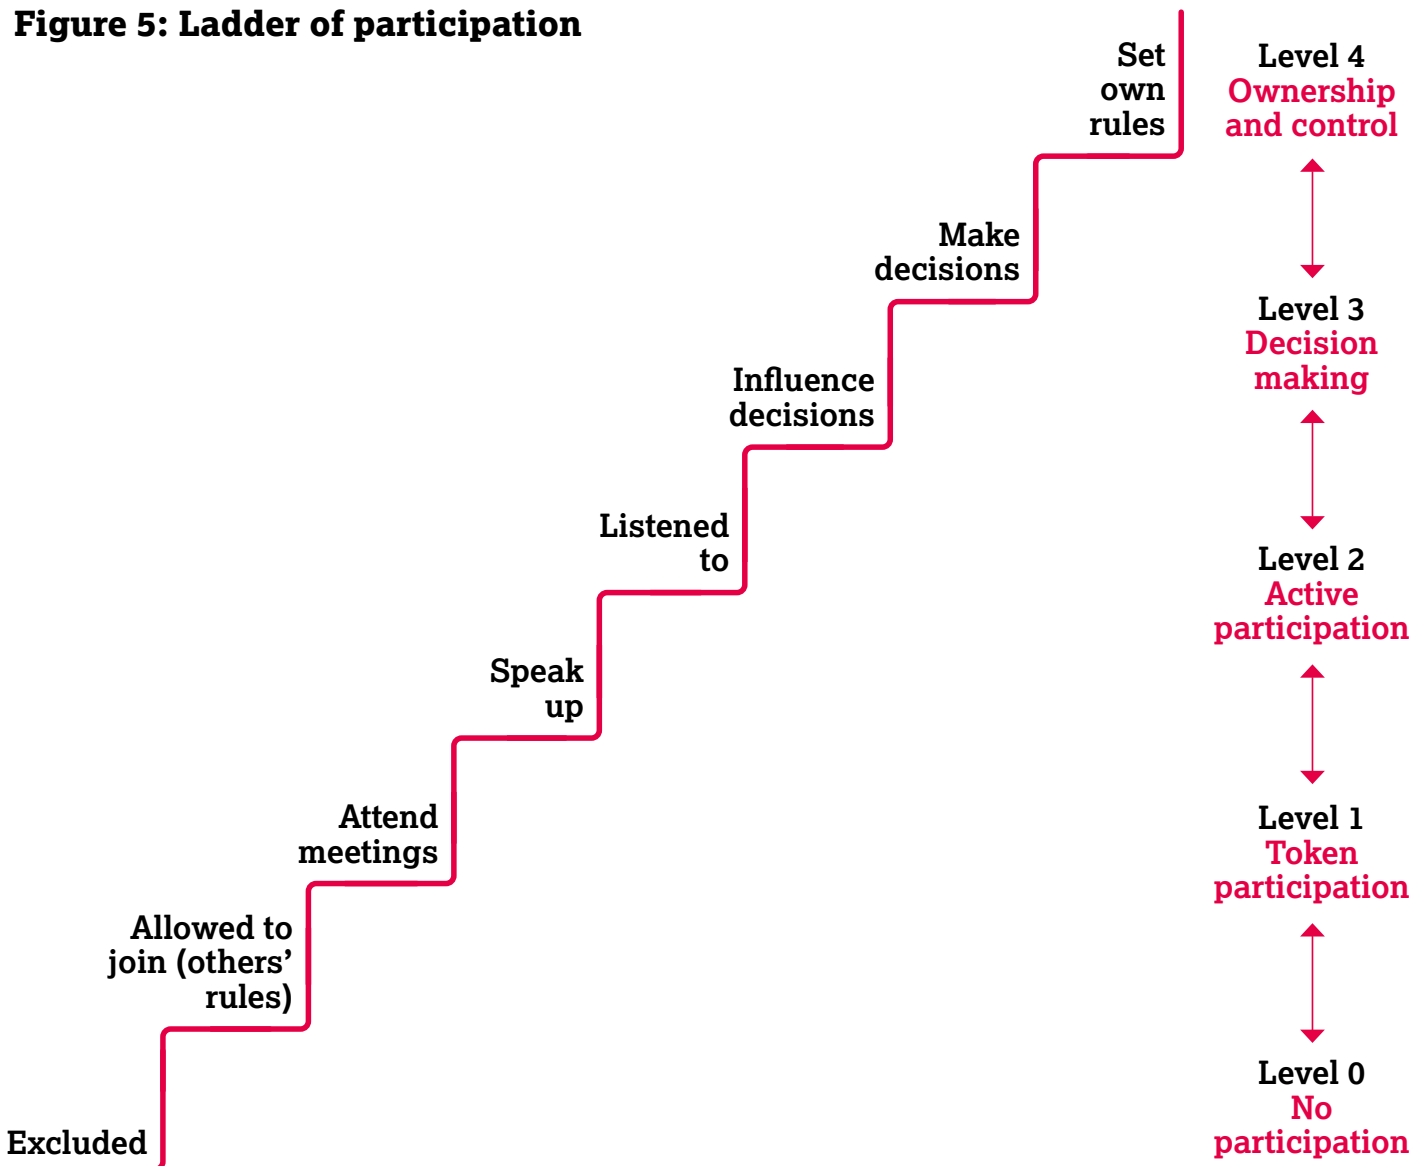 Figure 5: Ladder of participation
Set
own
rules
Level 4
Ownership
and control
Make
decisions
Level 3
Decision
making
Influence
decisions
Listened
to
Level 2
Active
participation
Speak
up
Attend
meetings
Level 1
Token
participation
Allowed to
join (others’
rules)
Excluded
Level 0
No
participation